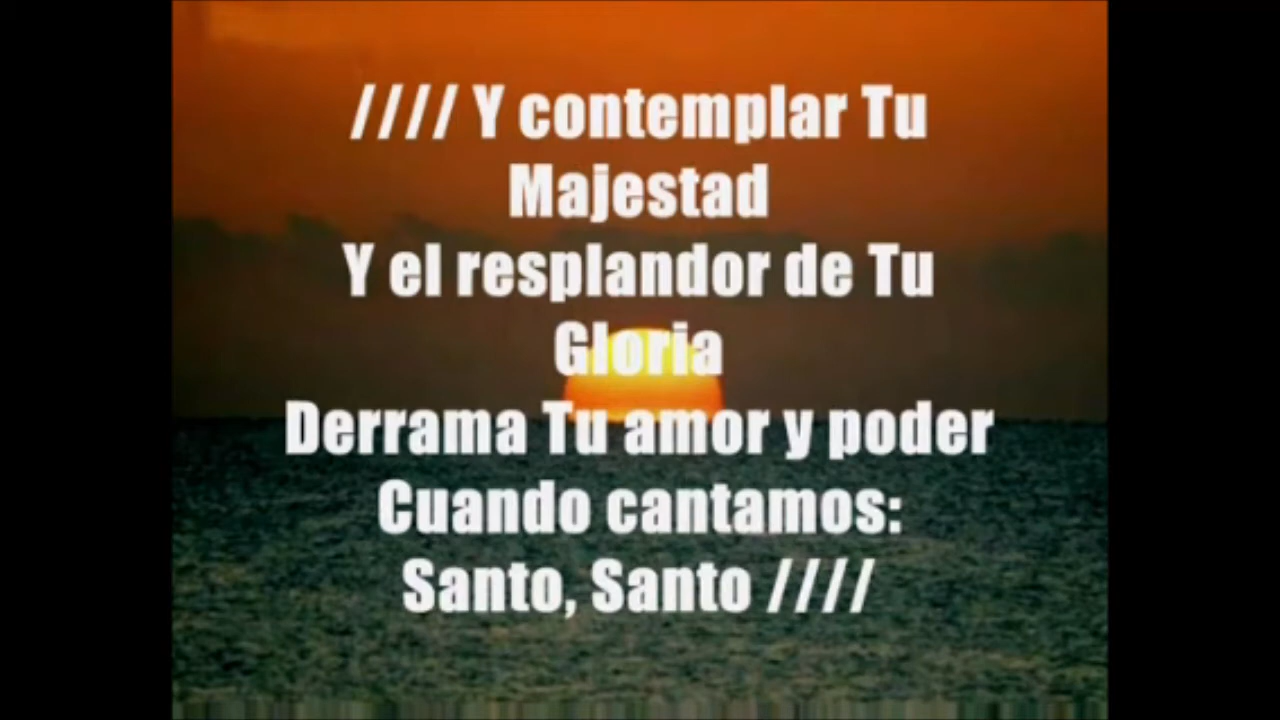 //// Y contemplar Tu
Majestad
Y el resplandor de Tu
Gloria
Derrama Tu amor y poder
Cuando cantamos:
Santo, Santo ////